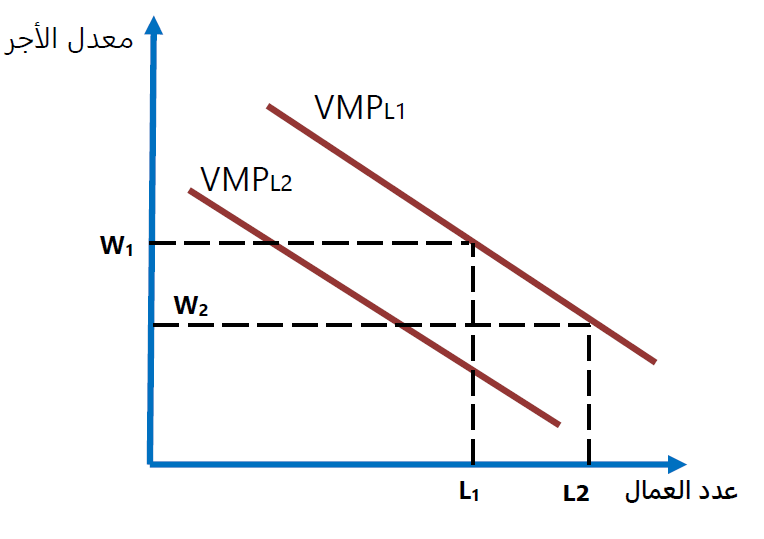 معدل الأجر
VMPL1
VMPL2
W1
W2
L1
L2
عدد العمال